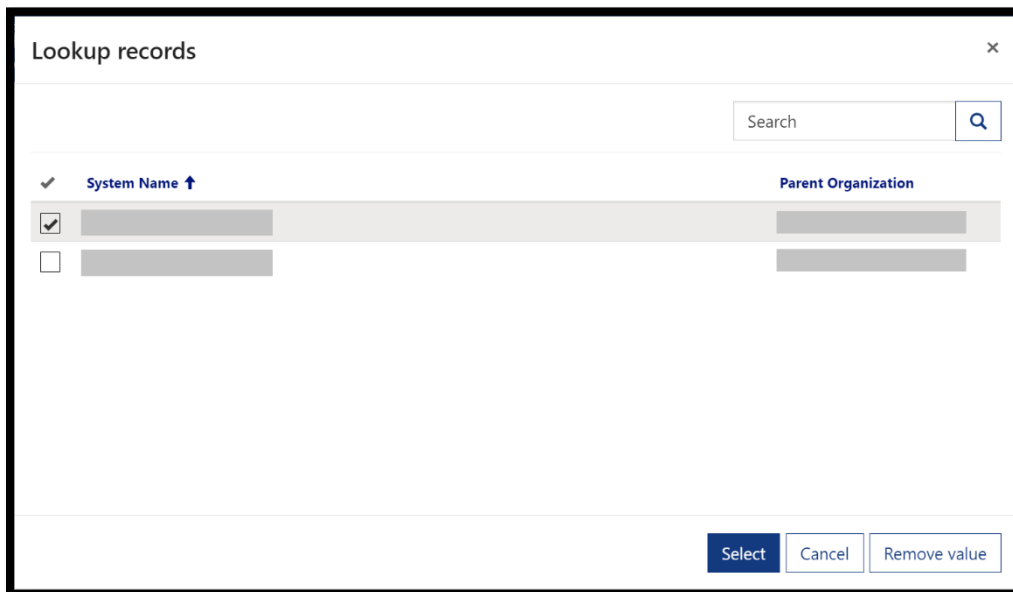 Lookup records
Search
System Name Parent Organization
Select Cancel Remove value